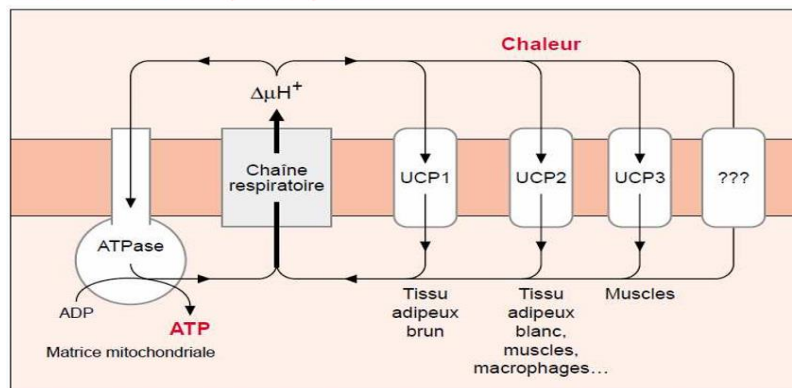 Chaleur
ΔμH⁺
Chaîne
respiratoire
UCP1
UCP2
UCP3
???
ATPase
ADP
ATP
Matrice mitochondriale
Tissu
adipeux
brun
Tissu
adipeux
blanc,
muscles,
macrophages…
Muscles